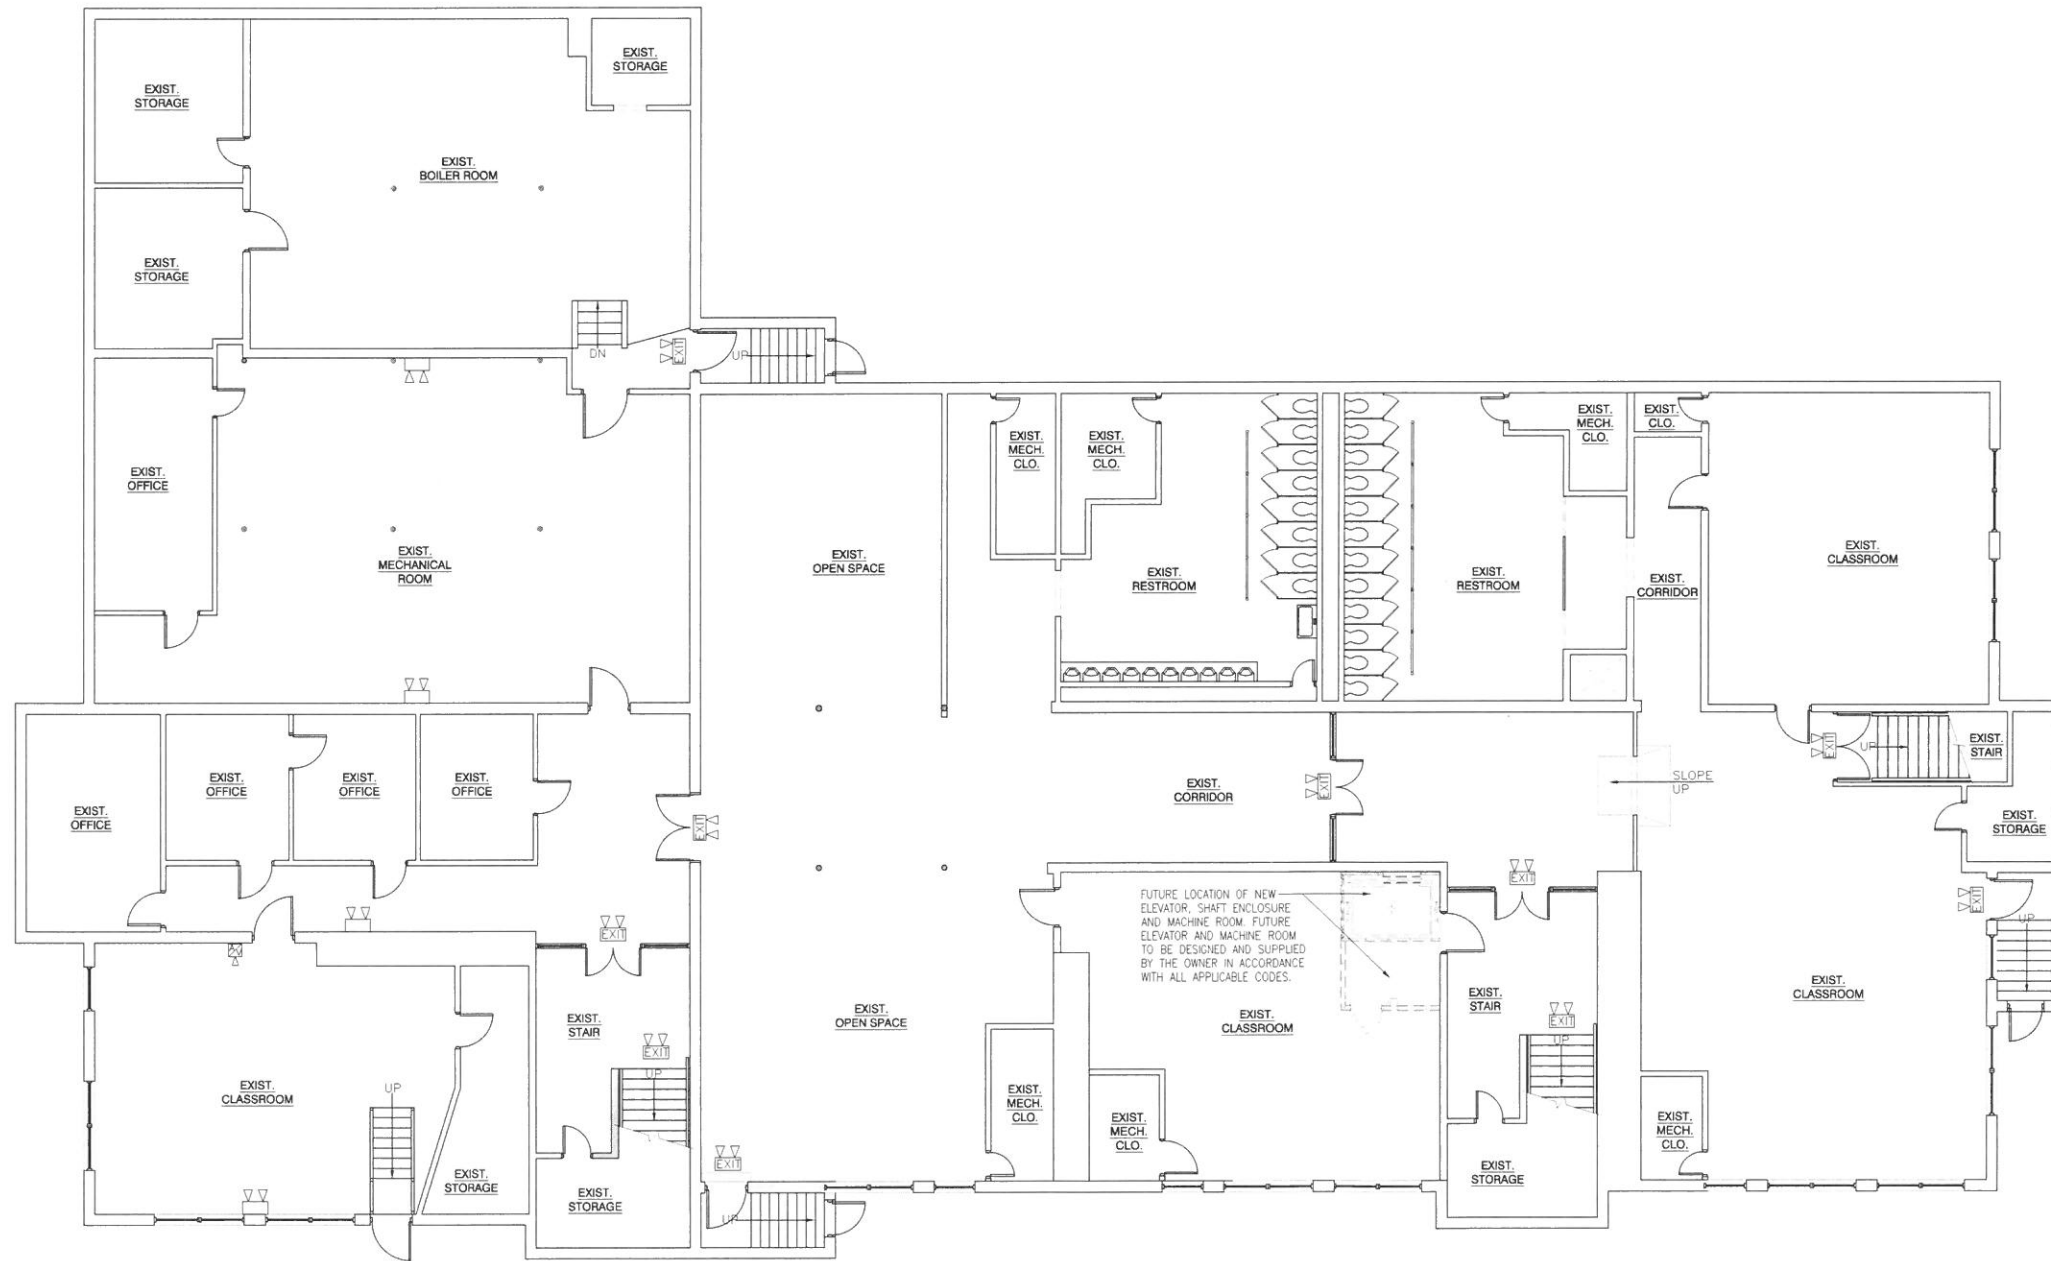 EXIST.
STORAGE
EXIST.
STORAGE
EXIST.
BOILER ROOM
EXIST.
STORAGE
DN
EXIT
UP
EXIST.
OFFICE
EXIST.
MECHANICAL
ROOM
EXIST.
OPEN SPACE
EXIST.
MECH.
CLO.
EXIST.
MECH.
CLO.
EXIST.
RESTROOM
EXIST.
RESTROOM
EXIST.
MECH.
CLO.
EXIST.
CLO.
EXIST.
CORRIDOR
EXIST.
CLASSROOM
EXIST.
OFFICE
EXIST.
OFFICE
EXIST.
OFFICE
EXIST.
OFFICE
EXIT
EXIST.
CORRIDOR
EXIT
SLOPE
UP
EXIT
UP
EXIST.
STAIR
EXIST.
STORAGE
EXIT
EXIT
EXIT
UP
FUTURE LOCATION OF NEW
ELEVATOR, SHAFT ENCLOSURE
AND MACHINE ROOM. FUTURE
ELEVATOR AND MACHINE ROOM
TO BE DESIGNED AND SUPPLIED
BY THE OWNER IN ACCORDANCE
WITH ALL APPLICABLE CODES.
EXIST.
CLASSROOM
UP
EXIST.
STORAGE
EXIST.
STAIR
EXIT
UP
EXIST.
STORAGE
EXIST.
OPEN SPACE
EXIT
UP
EXIST.
MECH.
CLO.
EXIST.
CLASSROOM
EXIST.
MECH.
CLO.
EXIST.
STAIR
EXIT
UP
EXIST.
STORAGE
EXIST.
CLASSROOM
EXIST.
MECH.
CLO.